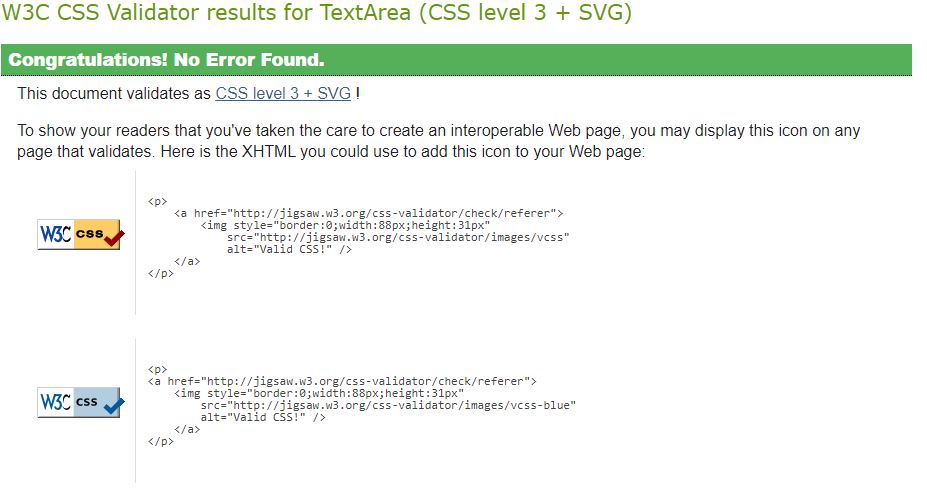 W3C CSS Validator results for TextArea (CSS level 3 + SVG)
Congratulations! No Error Found.
This document validates as CSS level 3 + SVG !
To show your readers that you've taken the care to create an interoperable Web page, you may display this icon on any
page that validates. Here is the XHTML you could use to add this icon to your Web page:
W3C css
<p>
    <a href="http://jigsaw.w3.org/css-validator/check/referer">
        <img style="border:0;width:88px;height:31px"
            src="http://jigsaw.w3.org/css-validator/images/vcss"
            alt="Valid CSS!" />
    </a>
</p>
W3C css
<p>
<a href="http://jigsaw.w3.org/css-validator/check/referer">
    <img style="border:0;width:88px;height:31px"
        src="http://jigsaw.w3.org/css-validator/images/vcss-blue"
        alt="Valid CSS!" />
    </a>
</p>